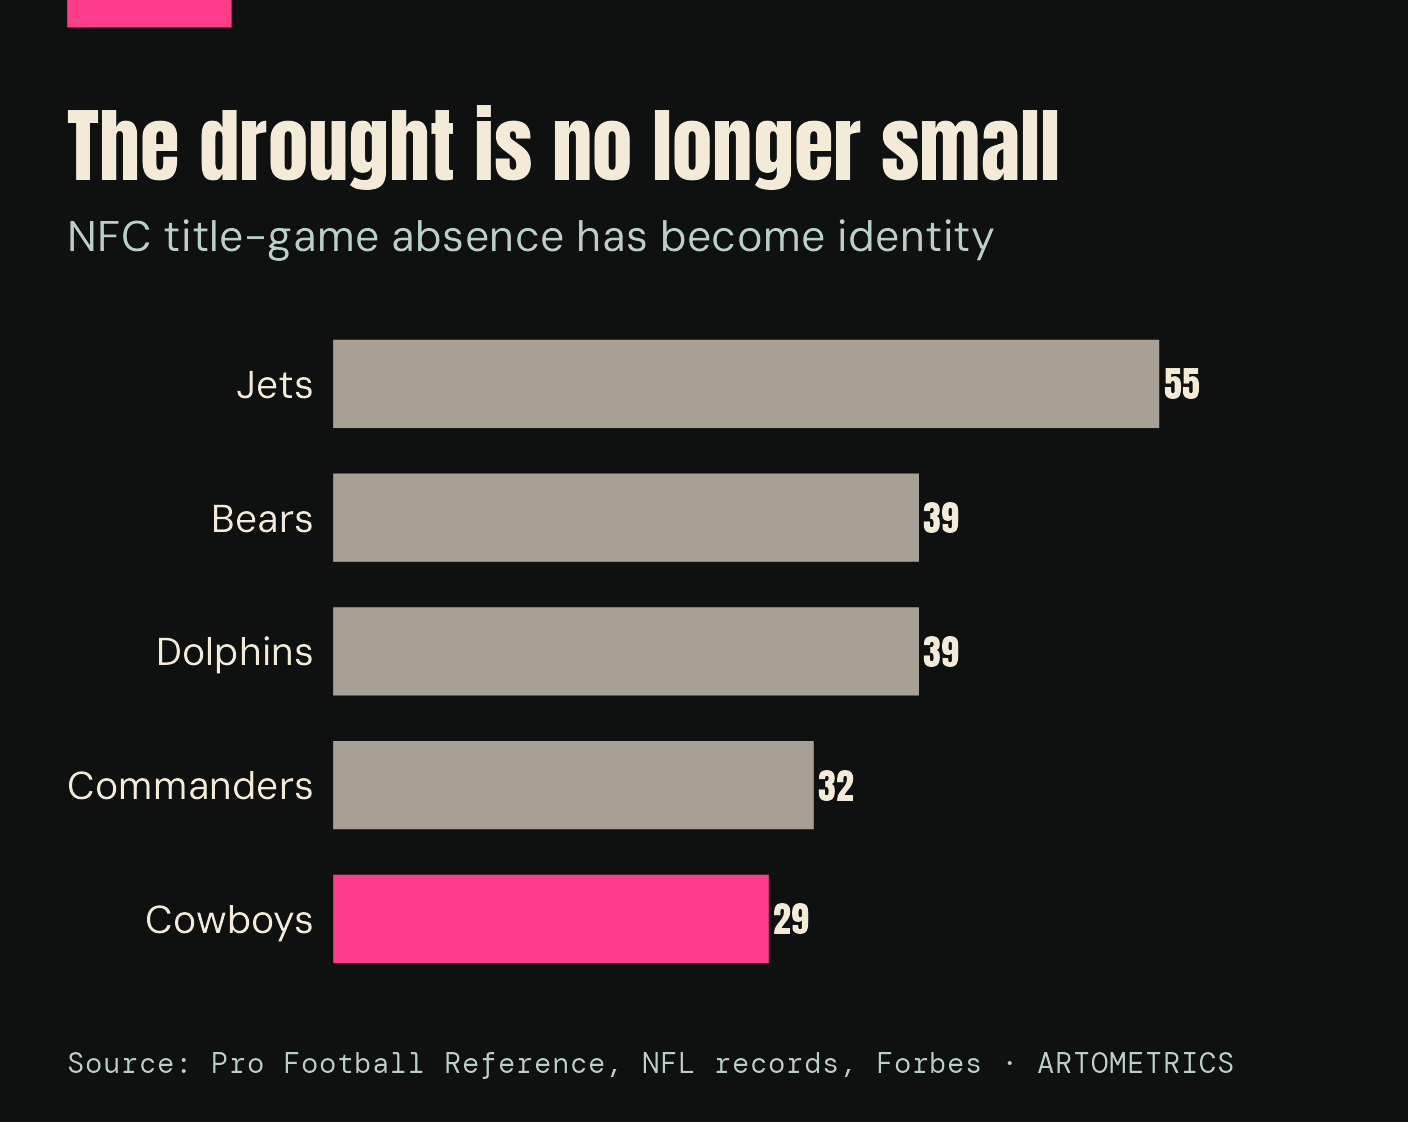 The drought is no longer small
NFC title-game absence has become identity
Jets 55
Bears 39
Dolphins 39
Commanders 32
Cowboys 29
Source: Pro Football Reference, NFL records, Forbes · ARTOMETRICS